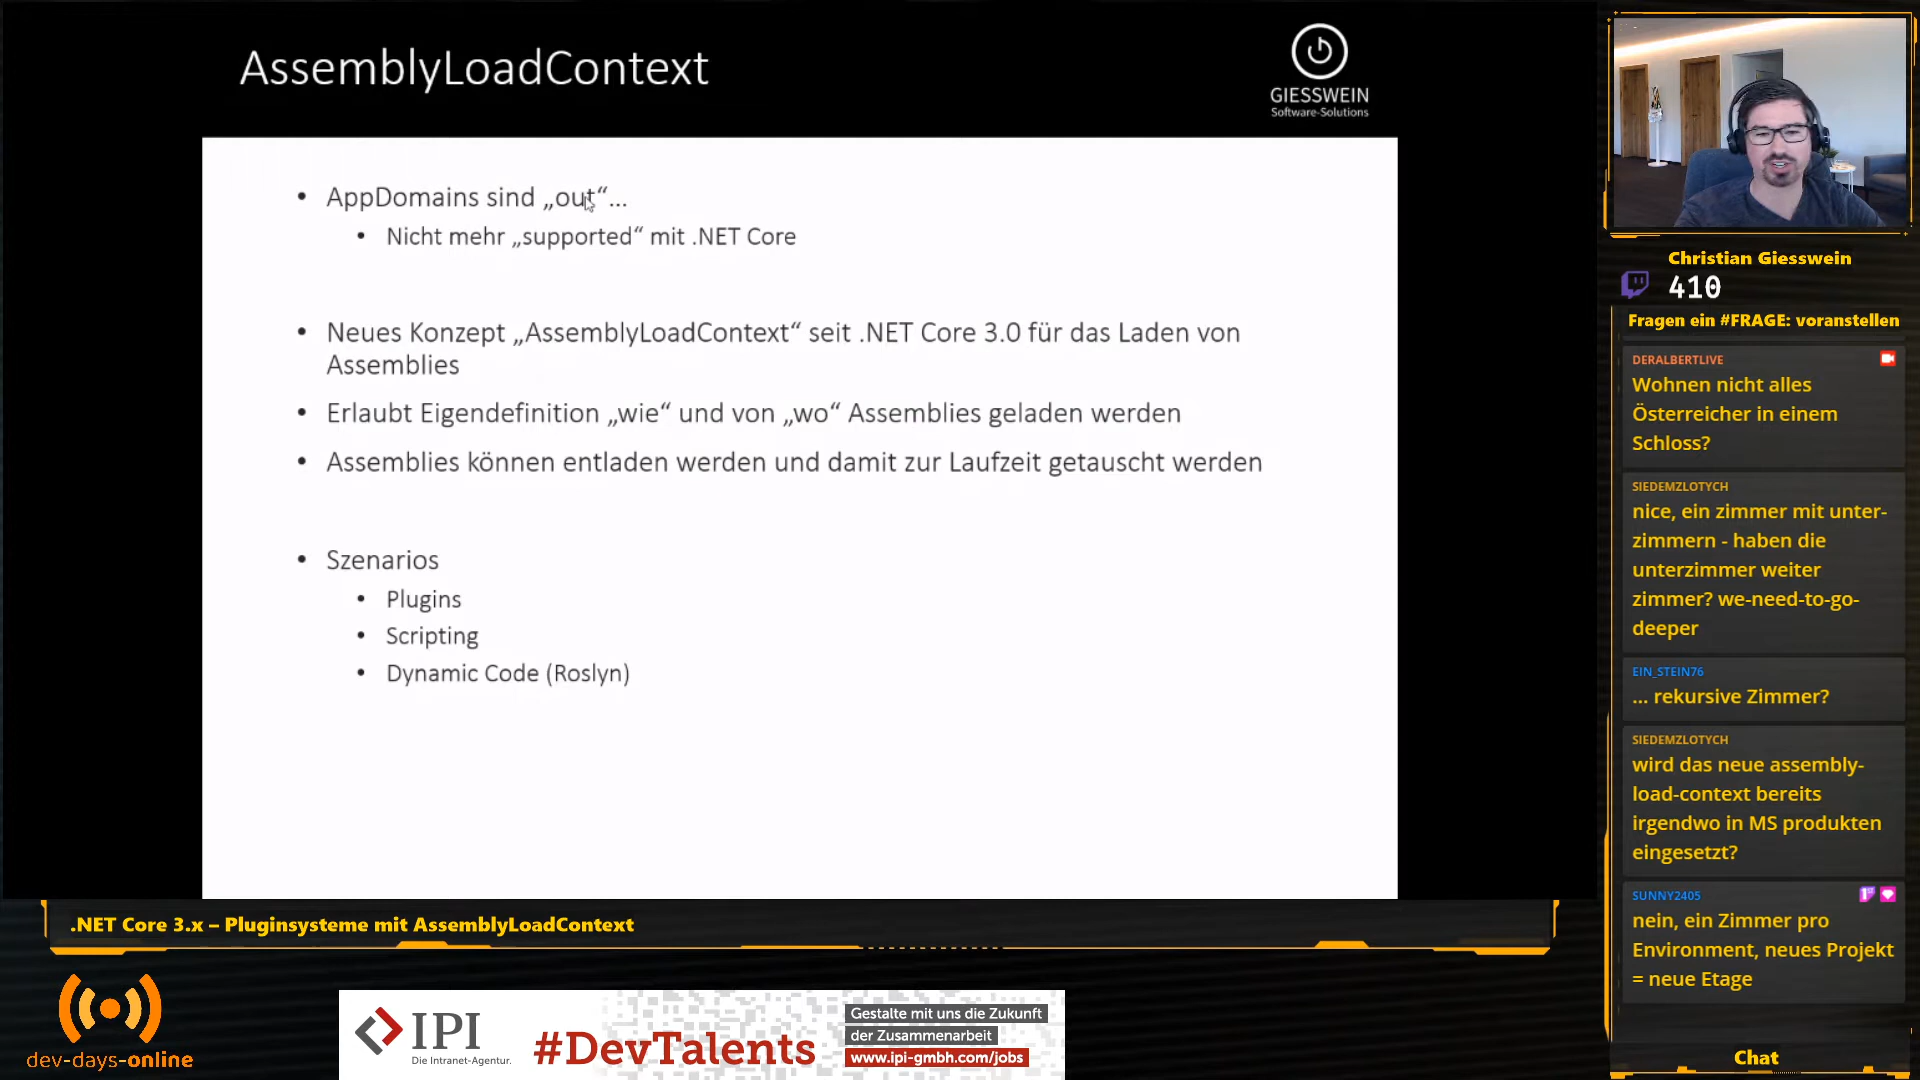 AssemblyLoadContext
GIESSWEIN
Software-Solutions
• AppDomains sind „out“...
• Nicht mehr „supported“ mit .NET Core
• Neues Konzept „AssemblyLoadContext“ seit .NET Core 3.0 für das Laden von
Assemblies
• Erlaubt Eigendefinition „wie“ und von „wo“ Assemblies geladen werden
• Assemblies können entladen werden und damit zur Laufzeit getauscht werden
• Szenarios
• Plugins
• Scripting
• Dynamic Code (Roslyn)
Christian Giesswein
410
Fragen ein #FRAGE: voranstellen
DERALBERTLIVE
Wohnen nicht alles
Österreicher in einem
Schloss?
SIEDEMZLOTYCH
nice, ein zimmer mit unter-
zimmern - haben die
unterzimmer weiter
zimmer? we-need-to-go-
deeper
EIN_STEIN76
... rekursive Zimmer?
SIEDEMZLOTYCH
wird das neue assembly-
load-context bereits
irgendwo in MS produkten
eingesetzt?
SUNNY2405
nein, ein Zimmer pro
Environment, neues Projekt
= neue Etage
Chat
.NET Core 3.x – Pluginsysteme mit AssemblyLoadContext
dev-days-online
IPI
Die Intranet-Agentur.
#DevTalents
Gestalte mit uns die Zukunft
der Zusammenarbeit
www.ipi-gmbh.com/jobs